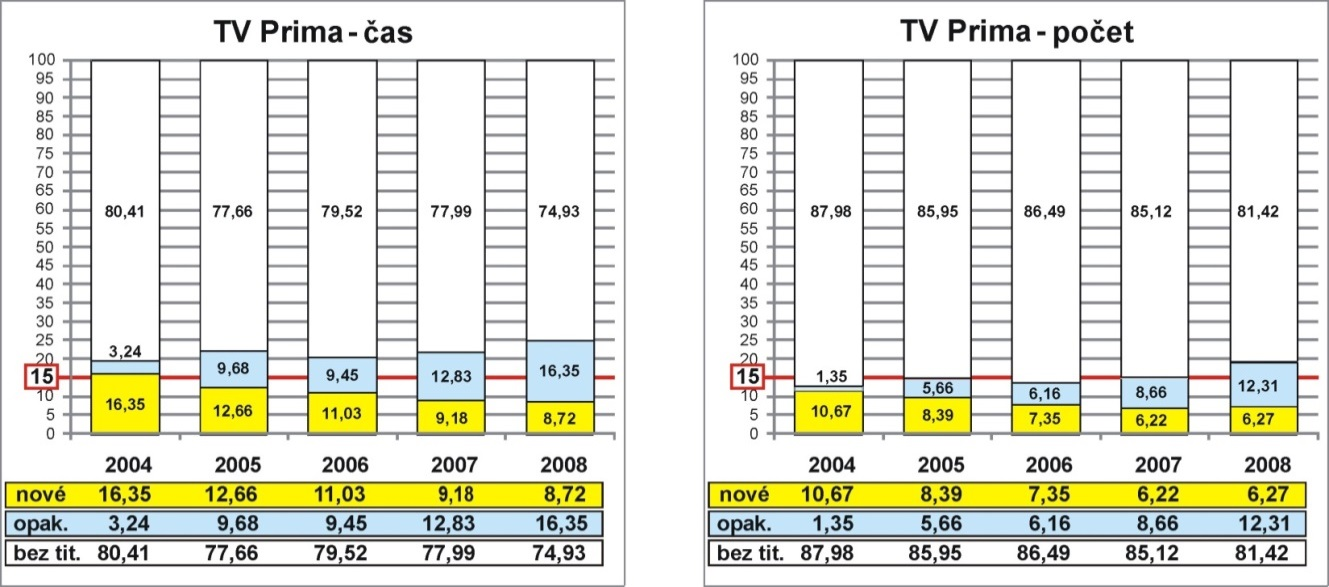 TV Prima - čas
100
95
90
85
80
75
70
65
60
55
50
45
40
35
30
25
20
15
10
5
0
80,41 77,66 79,52 77,99 74,93
3,24 9,68 9,45 12,83 16,35
16,35 12,66 11,03 9,18 8,72
2004 2005 2006 2007 2008
nové 16,35 12,66 11,03 9,18 8,72
opak. 3,24 9,68 9,45 12,83 16,35
bez tit. 80,41 77,66 79,52 77,99 74,93
TV Prima - počet
100
95
90
85
80
75
70
65
60
55
50
45
40
35
30
25
20
15
10
5
0
87,98 85,95 86,49 85,12 81,42
1,35 5,66 6,16 8,66 12,31
10,67 8,39 7,35 6,22 6,27
2004 2005 2006 2007 2008
nové 10,67 8,39 7,35 6,22 6,27
opak. 1,35 5,66 6,16 8,66 12,31
bez tit. 87,98 85,95 86,49 85,12 81,42